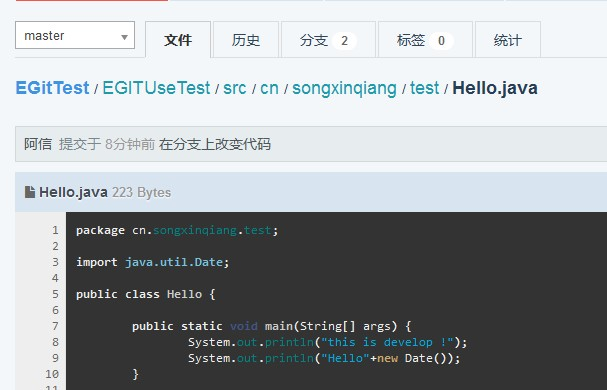 master 文件 历史 分支 2 标签 0 统计
EGitTest / EGITUseTest / src / cn / songxinqiang / test / Hello.java
阿信 提交于 8分钟前 在分支上改变代码
Hello.java 223 Bytes
1 package cn.songxinqiang.test;
2
3 import java.util.Date;
4
5 public class Hello {
6
7 public static void main(String[] args) {
8 System.out.println("this is develop !");
9 System.out.println("Hello"+new Date());
10 }